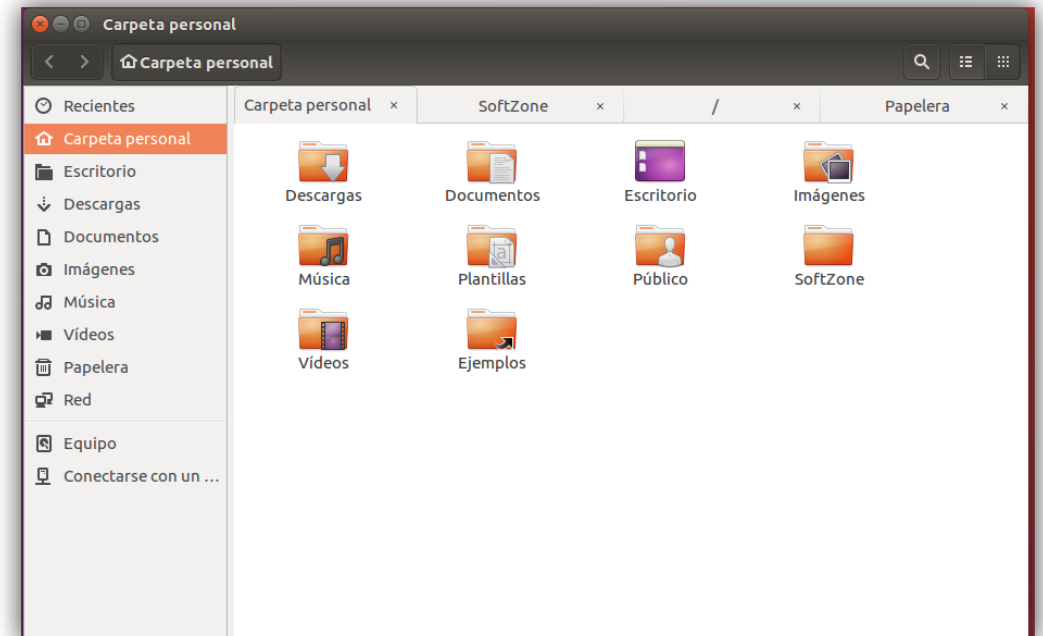 Carpeta personal
Carpeta personal
Recientes
Carpeta personal
Escritorio
Descargas
Documentos
Imágenes
Música
Vídeos
Papelera
Red
Equipo
Conectarse con un ...
Carpeta personal × SoftZone × / × Papelera ×
Descargas Documentos Escritorio Imágenes
Música Plantillas Público SoftZone
Vídeos Ejemplos